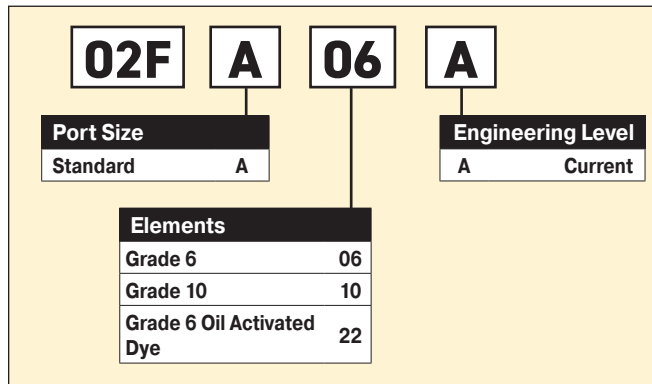 02F A 06 A
Port Size
Standard A
Engineering Level
A Current
Elements
Grade 6 06
Grade 10 10
Grade 6 Oil Activated
Dye 22